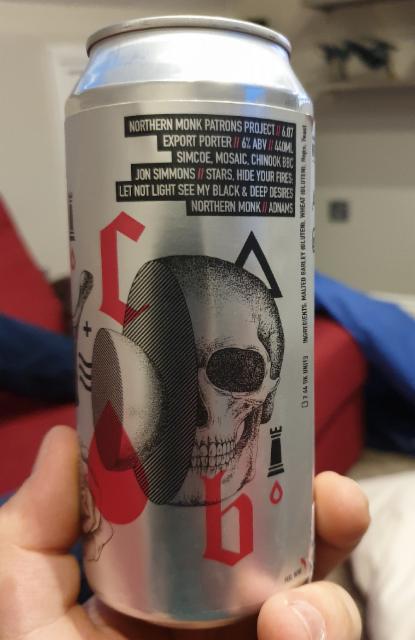 NORTHERN MONK PATRONS PROJECT // 6.07
EXPORT PORTER // 6% ABV // 440ML
SIMCOE, MOSAIC, CHINOOK BBC
JON SIMMONS // STARS, HIDE YOUR FIRES;
LET NOT LIGHT SEE MY BLACK & DEEP DESIRES
NORTHERN MONK // ADNAMS
C
b
INGREDIENTS: MALTED BARLEY (GLUTEN), WHEAT (GLUTEN), Hops, Yeast
UK UNITS